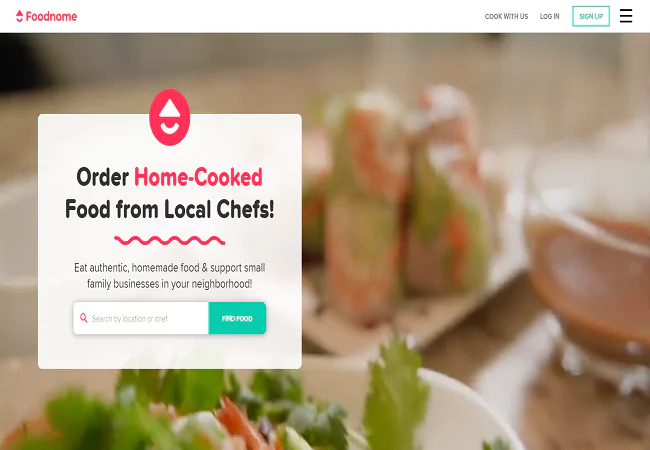 Foodnome
COOK WITH US
LOG IN
SIGN UP
Order Home-Cooked
Food from Local Chefs!
Eat authentic, homemade food & support small
family businesses in your neighborhood!
Search by location or chef
FIND FOOD